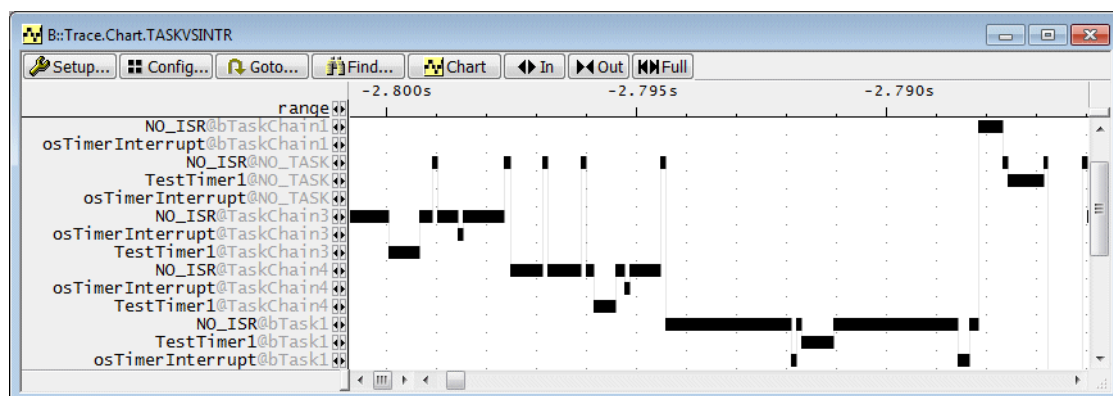 B::Trace.Chart.TASKVSINTR
Setup... Config... Goto... Find... Chart In Out Full
-2.800s -2.795s -2.790s
range
NO_ISR@bTaskChain1
osTimerInterrupt@bTaskChain1
NO_ISR@NO_TASK
TestTimer1@NO_TASK
osTimerInterrupt@NO_TASK
NO_ISR@TaskChain3
osTimerInterrupt@TaskChain3
TestTimer1@TaskChain3
NO_ISR@TaskChain4
osTimerInterrupt@TaskChain4
TestTimer1@TaskChain4
NO_ISR@bTask1
TestTimer1@bTask1
osTimerInterrupt@bTask1